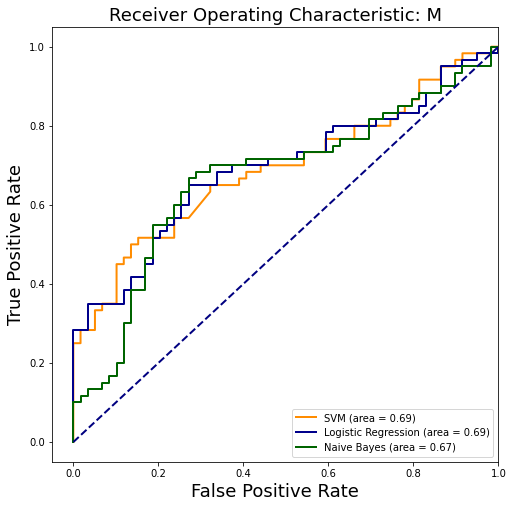 Receiver Operating Characteristic: M
True Positive Rate
1.0
0.8
0.6
0.4
0.2
0.0
SVM (area = 0.69)
Logistic Regression (area = 0.69)
Naive Bayes (area = 0.67)
0.0 0.2 0.4 0.6 0.8 1.0
False Positive Rate